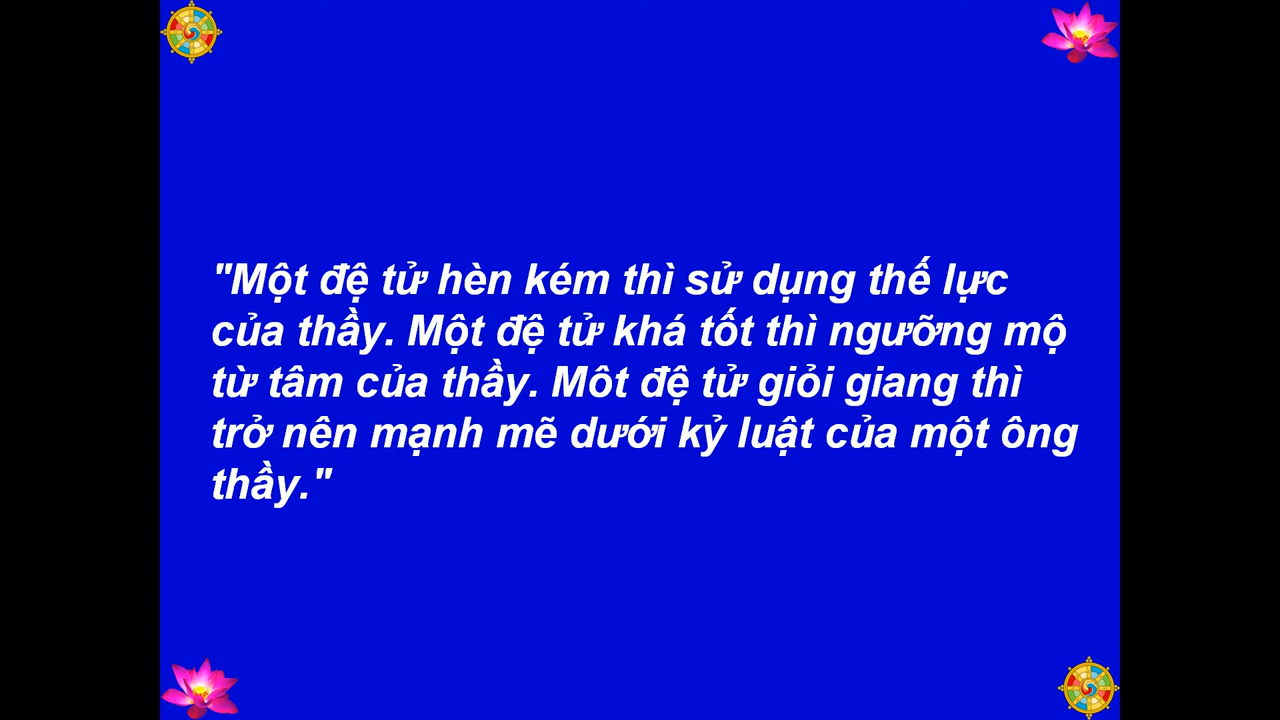 "Một đệ tử hèn kém thì sử dụng thế lực
của thầy. Một đệ tử khá tốt thì ngưỡng mộ
từ tâm của thầy. Môt đệ tử giỏi giang thì
trở nên mạnh mẽ dưới kỷ luật của một ông
thầy."